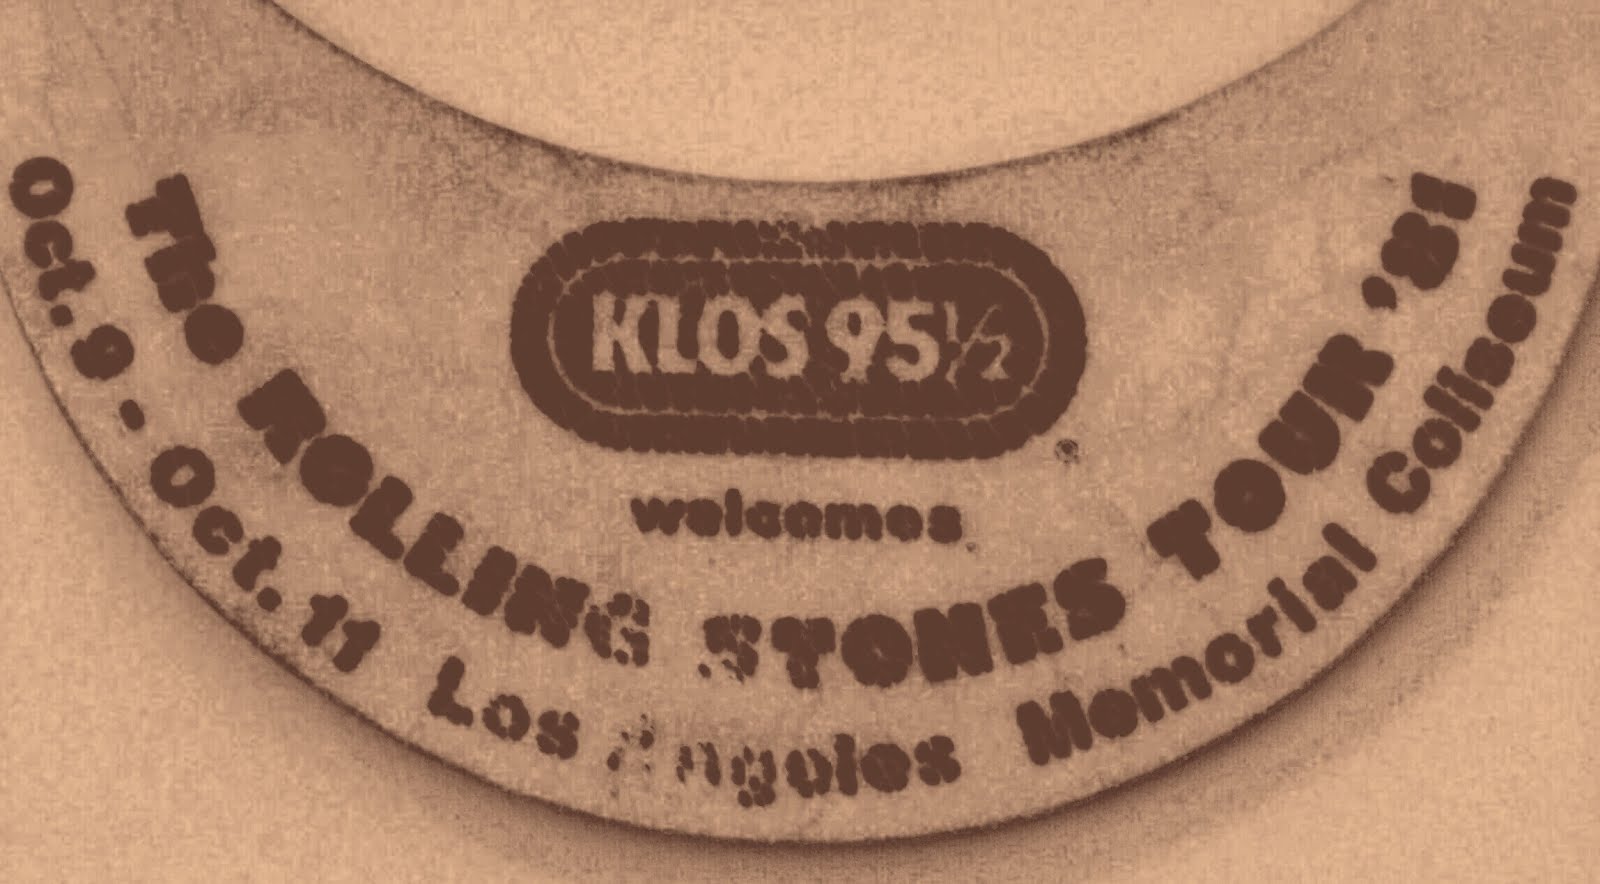 KLOS 95½
welcomes
The ROLLING STONES TOUR '81
Oct. 9 - Oct. 11 Los Angeles Memorial Coliseum